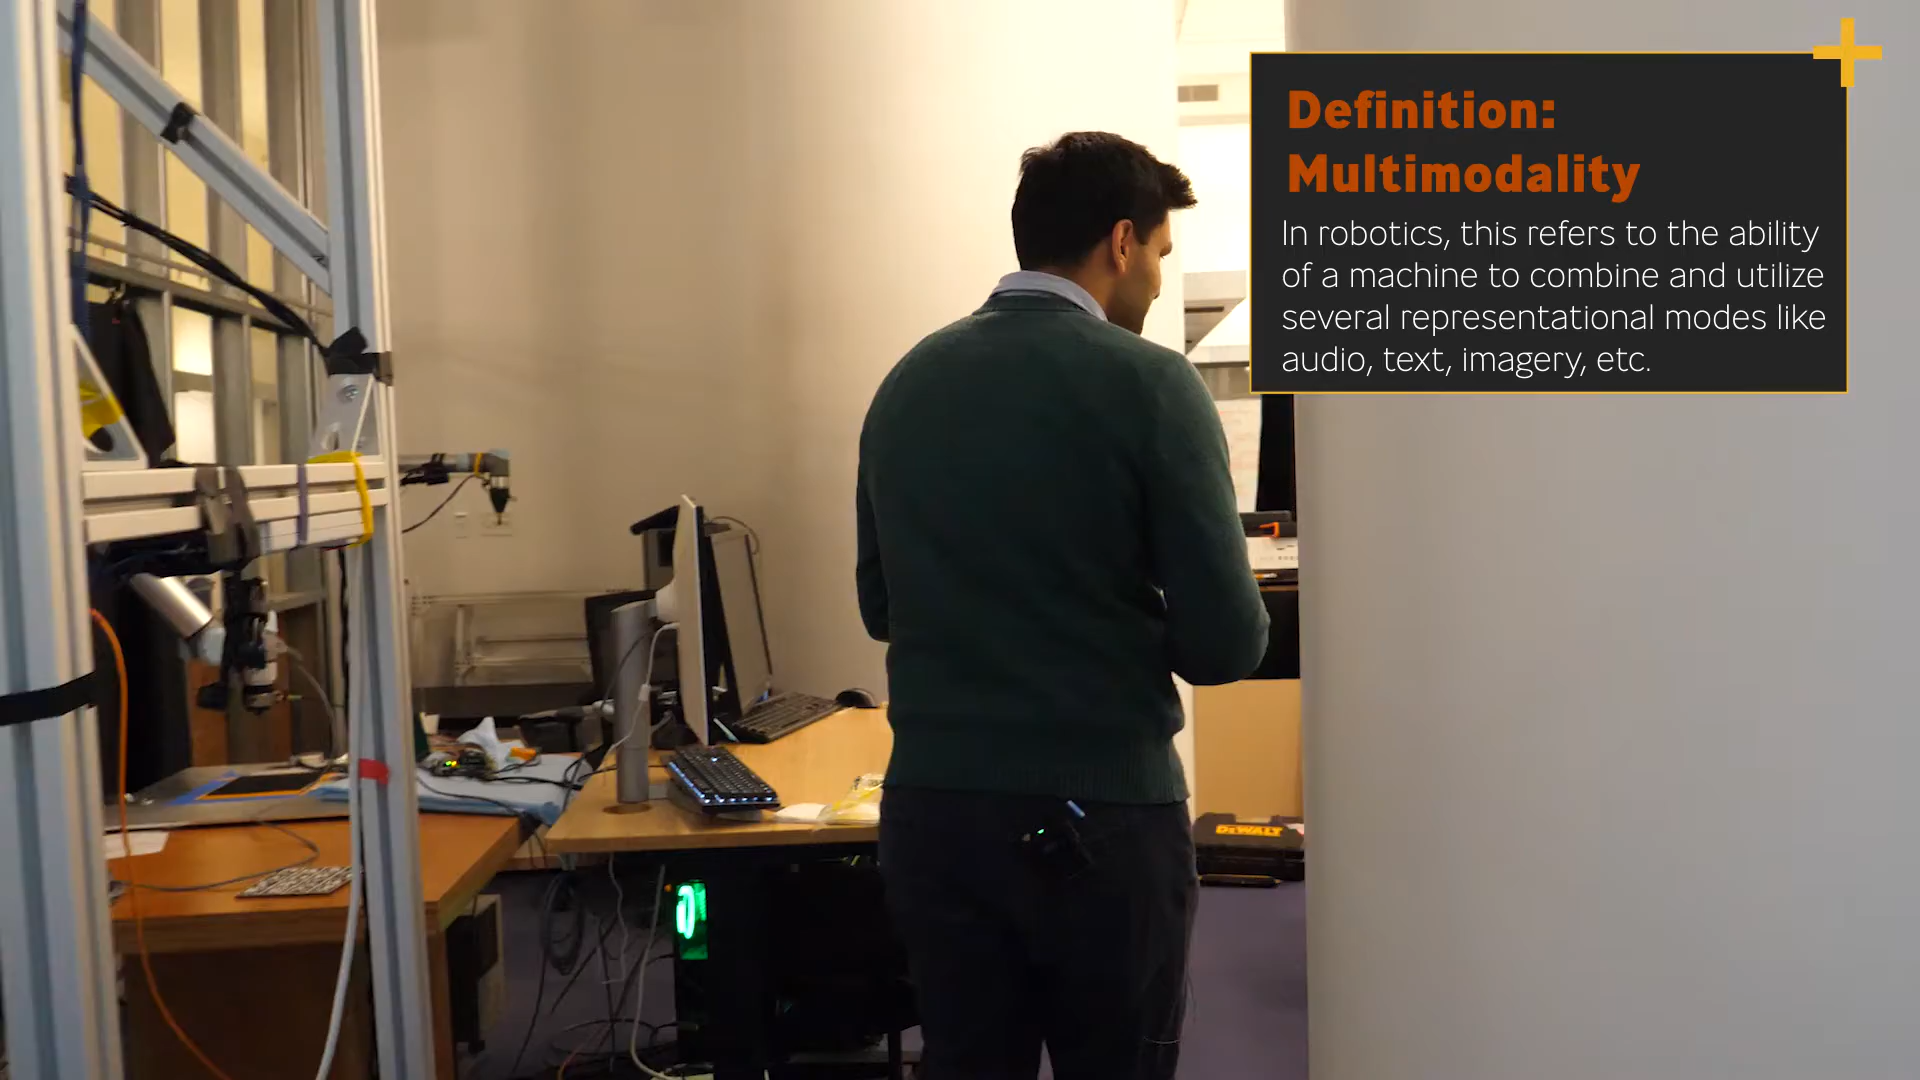 Definition:
Multimodality
In robotics, this refers to the ability
of a machine to combine and utilize
several representational modes like
audio, text, imagery, etc.
DEWALT